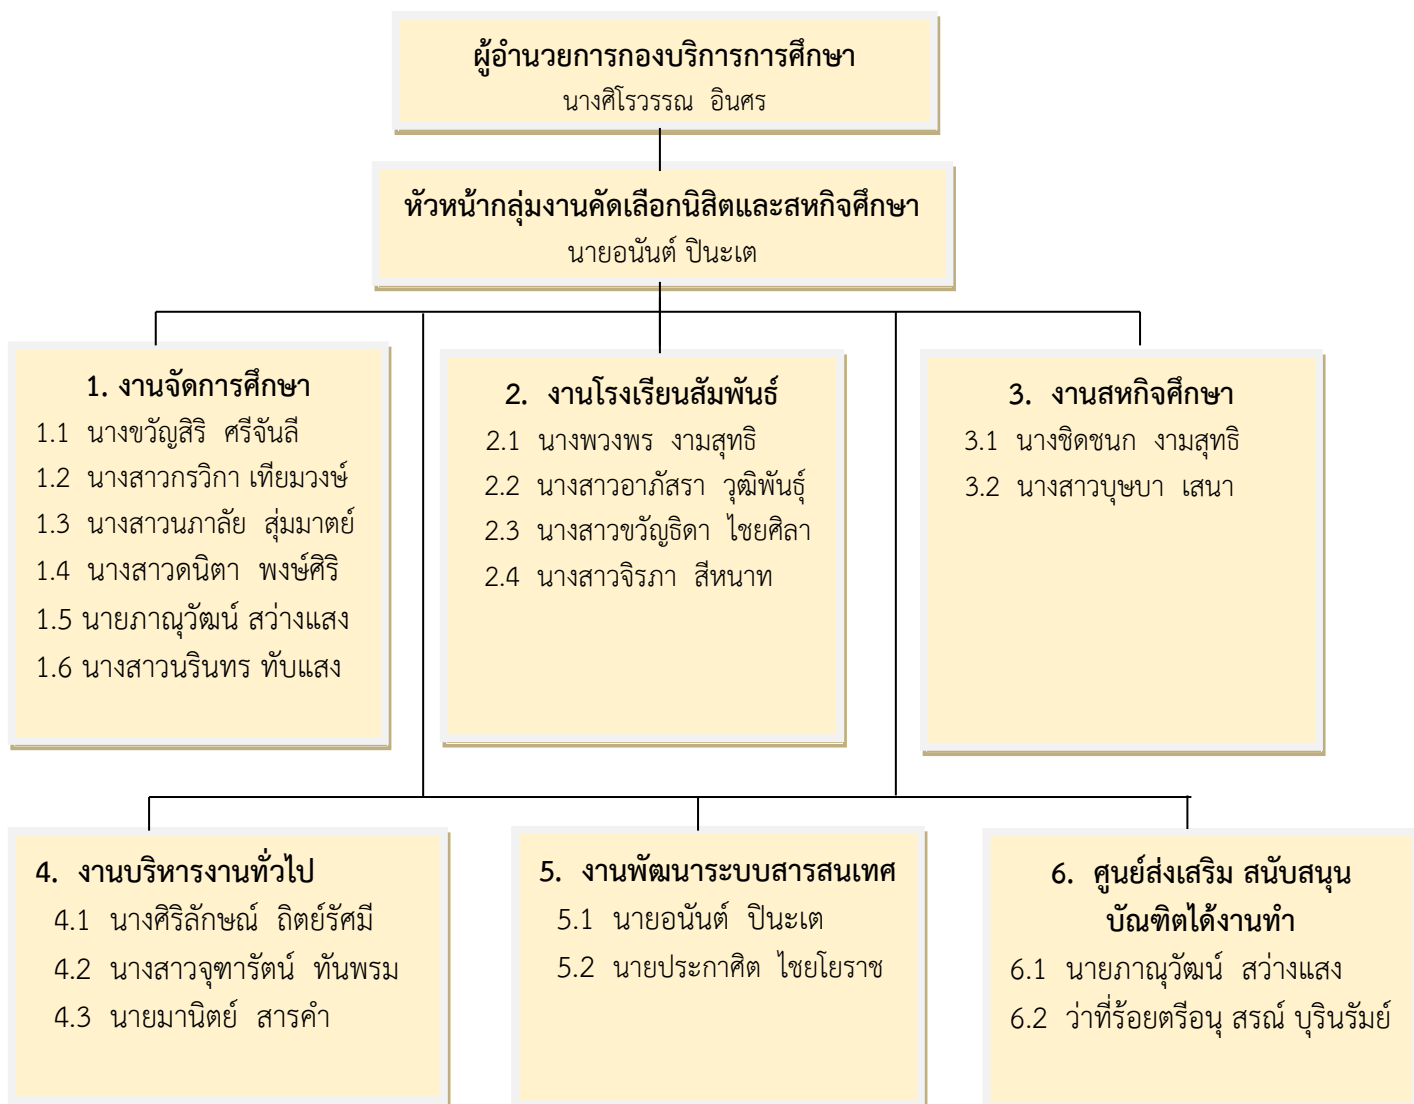 ผู้อำนวยการกองบริการการศึกษา
นางศิโรวรรณ อินศร
หัวหน้ากลุ่มงานคัดเลือกนิสิตและสหกิจศึกษา
นายอนันต์ ปินะเต
1. งานจัดการศึกษา
1.1 นางขวัญสิริ ศรีจันลี
1.2 นางสาวกรวิกา เทียมวงษ์
1.3 นางสาวนภาลัย สุ่มมาตย์
1.4 นางสาวดนิตา พงษ์ศิริ
1.5 นายภาณุวัฒน์ สว่างแสง
1.6 นางสาวนรินทร ทับแสง
2. งานโรงเรียนสัมพันธ์
2.1 นางพวงพร งามสุทธิ
2.2 นางสาวอาภัสรา วุฒิพันธุ์
2.3 นางสาวขวัญธิดา ไชยศิลา
2.4 นางสาวจิรภา สีหนาท
3. งานสหกิจศึกษา
3.1 นางชิดชนก งามสุทธิ
3.2 นางสาวบุษบา เสนา
4. งานบริหารงานทั่วไป
4.1 นางศิริลักษณ์ ถิตย์รัศมี
4.2 นางสาวจุฑารัตน์ ทันพรม
4.3 นายมานิตย์ สารคำ
5. งานพัฒนาระบบสารสนเทศ
5.1 นายอนันต์ ปินะเต
5.2 นายประกาศิต ไชยโยราช
6. ศูนย์ส่งเสริม สนับสนุน
บัณฑิตได้งานทำ
6.1 นายภาณุวัฒน์ สว่างแสง
6.2 ว่าที่ร้อยตรีอนุ สรณ์ บุรินรัมย์